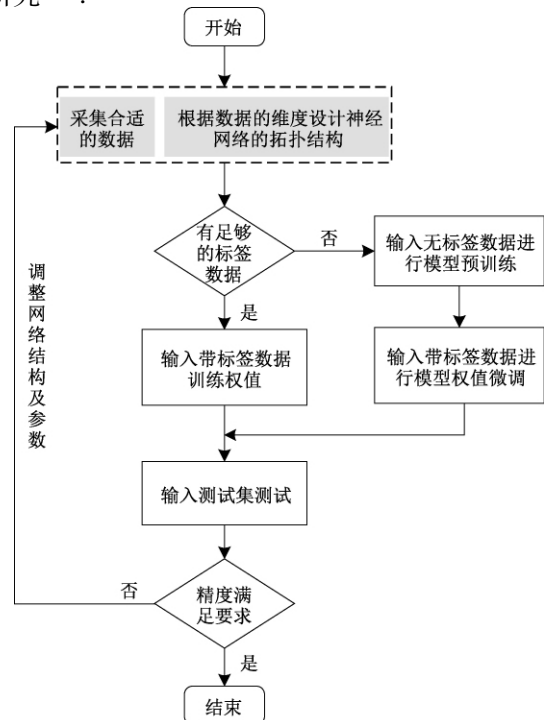 开始
采集合适
的数据
根据数据的维度设计神经
网络的拓扑结构
有足够
的标签
数据
否
输入无标签数据进
行模型预训练
是
输入带标签数据
训练权值
输入带标签数据进
行模型权值微调
调整网络结构及参数
输入测试集测试
否
精度满
足要求
是
结束